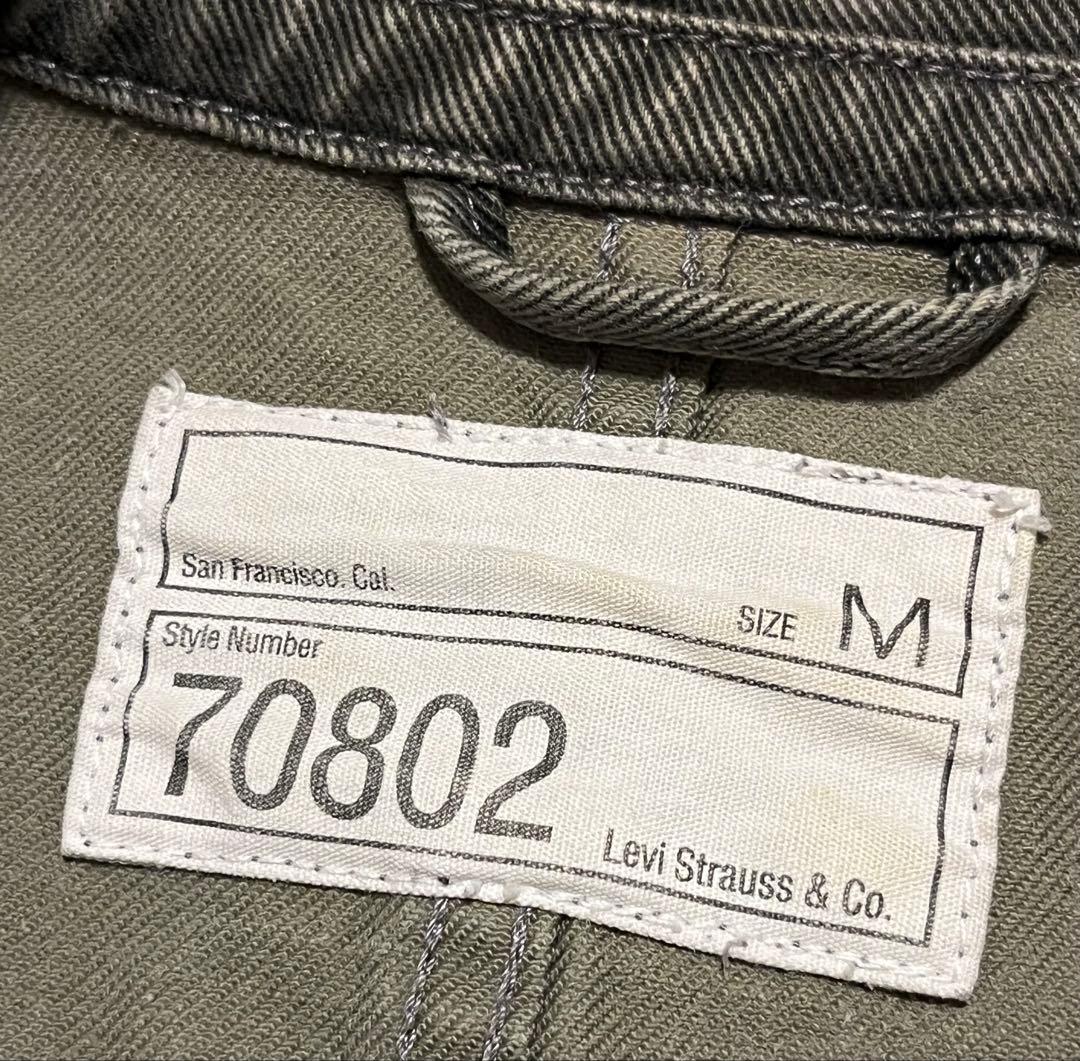 San Francisco. Cal.
SIZE M
Style Number
70802
Levi Strauss & Co.